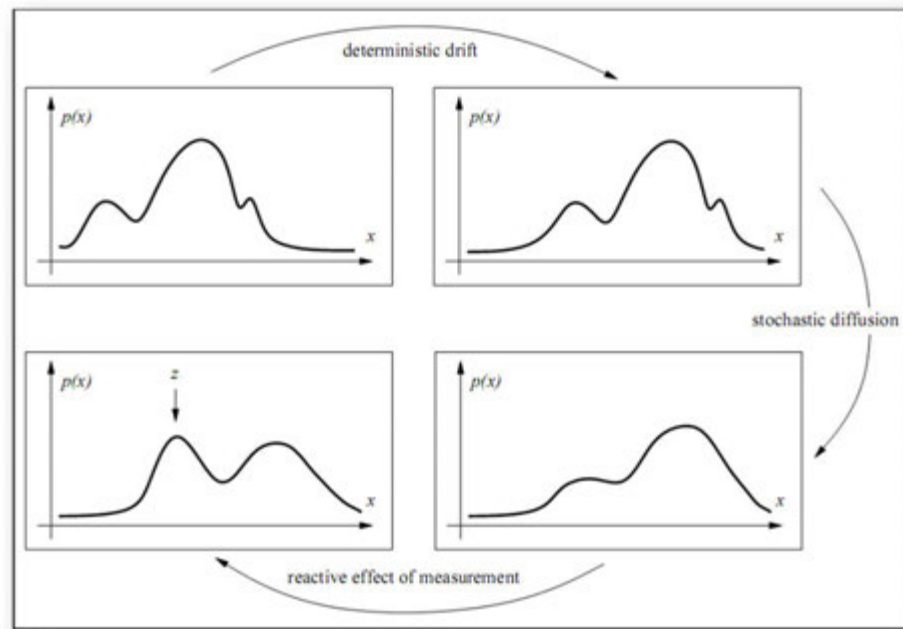 deterministic drift
p(x)
x
p(x)
x
stochastic diffusion
p(x)
z
x
p(x)
x
reactive effect of measurement